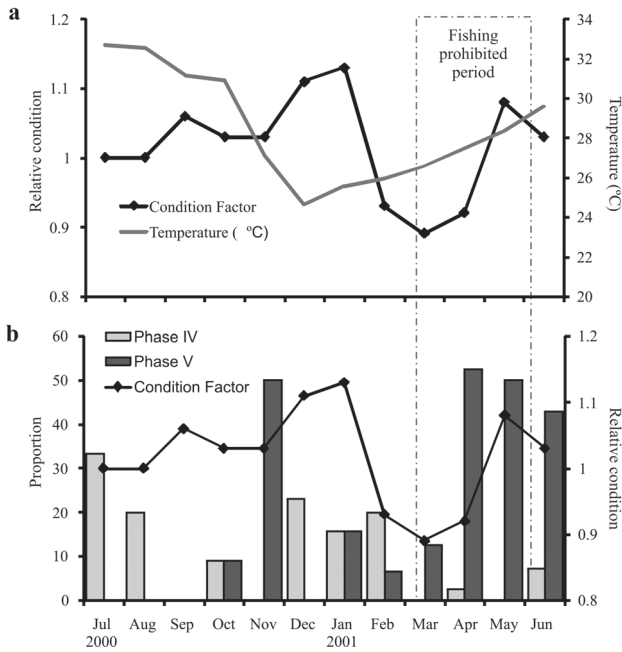 a
1.2
1.1
1
0.9
0.8
Relative condition
Condition Factor
Temperature ( ºC)
Fishing
prohibited
period
34
32
30
28
26
24
22
20
Temperature (ºC)
b
60
50
40
30
20
10
0
Proportion
Phase IV
Phase V
Condition Factor
1.2
1.1
1
0.9
0.8
Relative condition
Jul Aug Sep Oct Nov Dec Jan Feb Mar Apr May Jun
2000 2001